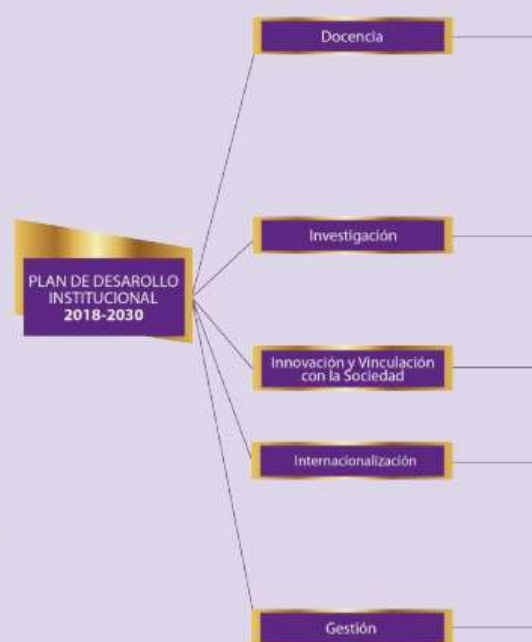 Docencia
Investigación
PLAN DE DESAROLLO
INSTITUCIONAL
2018-2030
Innovación y Vinculación
con la Sociedad
Internacionalización
Gestión